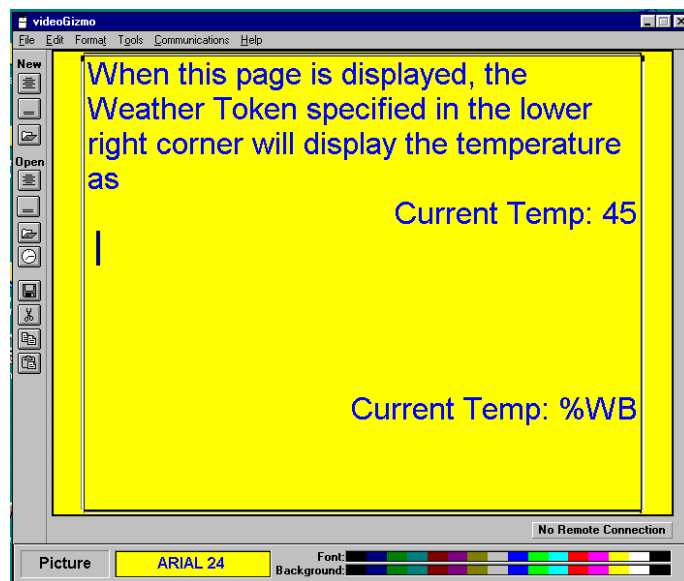 videoGizmo
File Edit Format Tools Communications Help
New
Open
When this page is displayed, the
Weather Token specified in the lower
right corner will display the temperature
as
Current Temp: 45
Current Temp: %WB
No Remote Connection
Picture
ARIAL 24
Font:
Background: